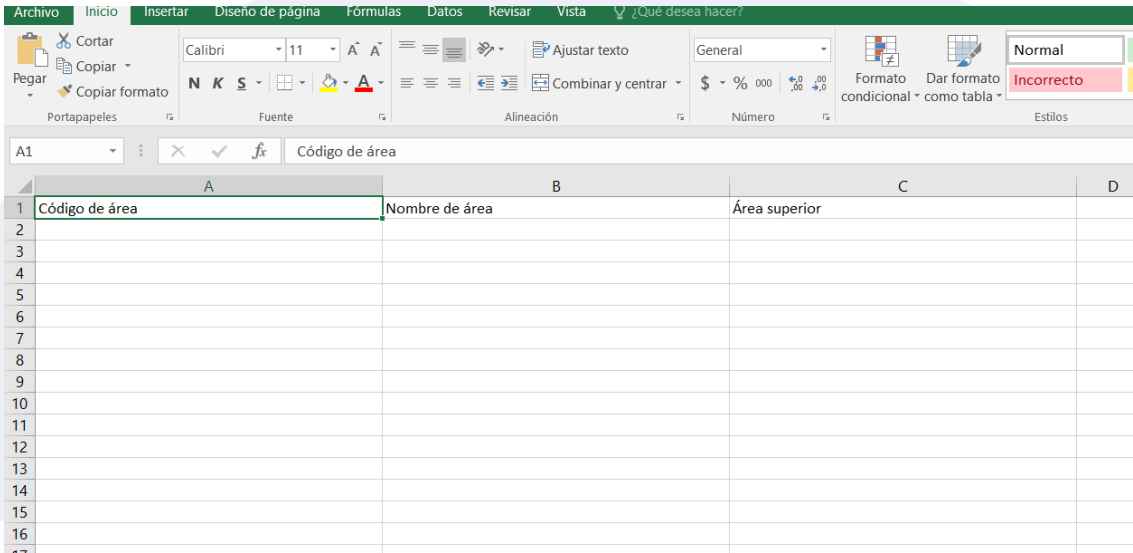 Archivo Inicio Insertar Diseño de página Fórmulas Datos Revisar Vista ¿Qué desea hacer?
Cortar
Copiar
Copiar formato
Pegar
Portapapeles
Calibri 11
N K S A
Fuente
Ajustar texto
Combinar y centrar
Alineación
General
$ % 000
Número
Formato condicional
Dar formato como tabla
Normal
Incorrecto
Estilos
A1 fx Código de área
A B C D
1 Código de área Nombre de área Área superior
2
3
4
5
6
7
8
9
10
11
12
13
14
15
16